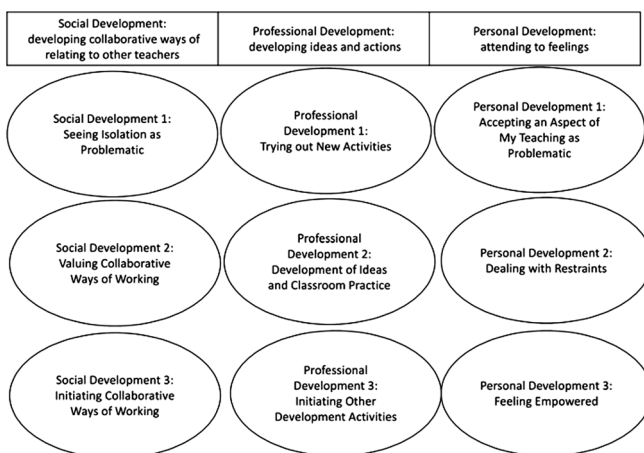 Social Development:
developing collaborative ways of
relating to other teachers
Professional Development:
developing ideas and actions
Personal Development:
attending to feelings
Social Development 1:
Seeing Isolation as
Problematic
Professional
Development 1:
Trying out New Activities
Personal Development 1:
Accepting an Aspect of
My Teaching as
Problematic
Social Development 2:
Valuing Collaborative
Ways of Working
Professional
Development 2:
Development of Ideas
and Classroom Practice
Personal Development 2:
Dealing with Restraints
Social Development 3:
Initiating Collaborative
Ways of Working
Professional
Development 3:
Initiating Other
Development Activities
Personal Development 3:
Feeling Empowered